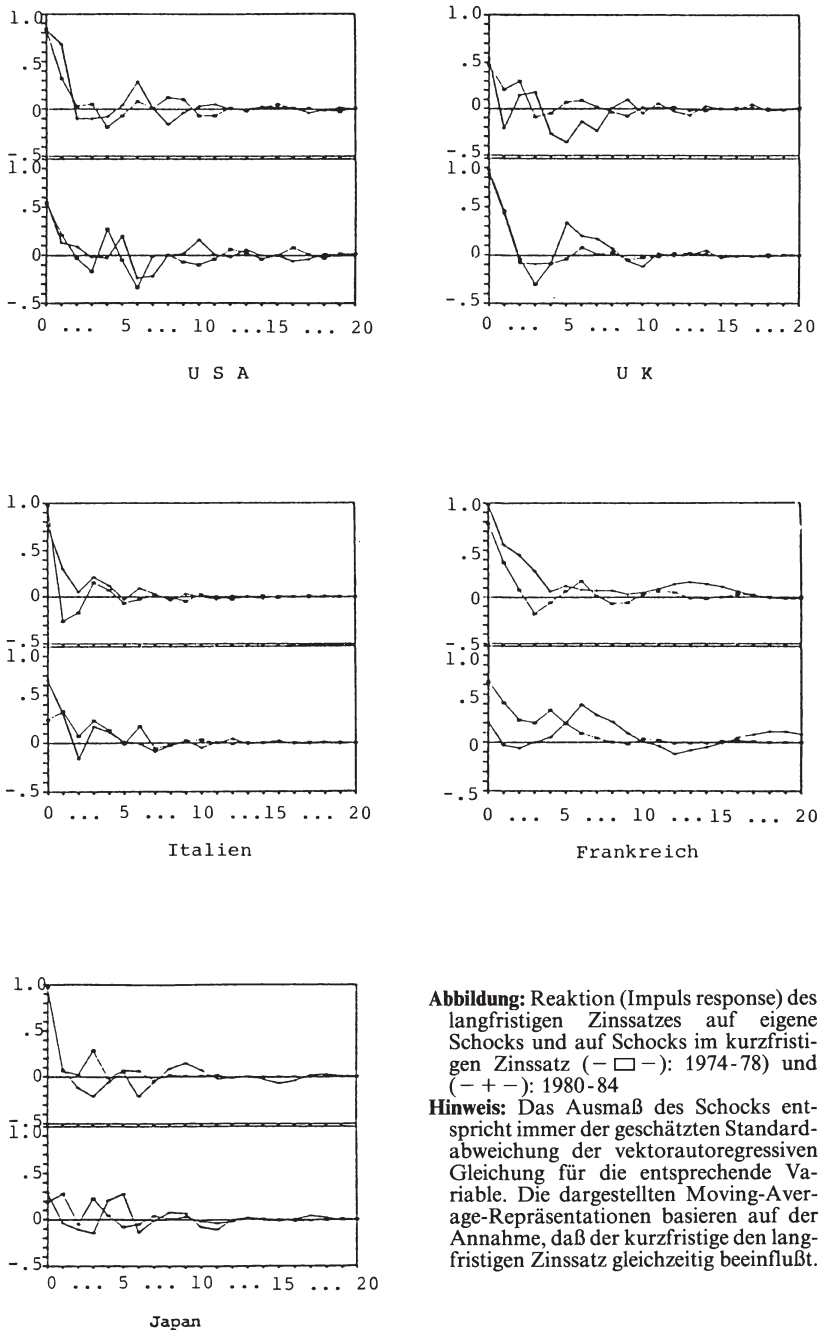 1.0
.5
0
-.5
1.0
.5
0
-.5
0 ... 5 ... 10 ...15 ... 20
U S A
1.0
.5
0
-.5
1.0
.5
0
-.5
0 ... 5 ... 10 ... 15 ... 20
U K
1.0
.5
0
-.5
1.0
.5
0
-.5
0 ... 5 ... 10 ...15 ... 20
Italien
1.0
.5
0
-.5
1.0
.5
0
-.5
0 ... 5 ... 10 ...15 ... 20
Frankreich
1.0
.5
0
-.5
1.0
.5
0
-.5
0 ... 5 ... 10 ... 15 ... 20
Japan
Abbildung: Reaktion (Impuls response) des
langfristigen Zinssatzes auf eigene
Schocks und auf Schocks im kurzfristi-
gen Zinssatz (− □ −): 1974-78) und
(− + −): 1980-84
Hinweis: Das Ausmaß des Schocks ent-
spricht immer der geschätzten Standard-
abweichung der vektorautoregressiven
Gleichung für die entsprechende Va-
riable. Die dargestellten Moving-Aver-
age-Repräsentationen basieren auf der
Annahme, daß der kurzfristige den lang-
fristigen Zinssatz gleichzeitig beeinflußt.